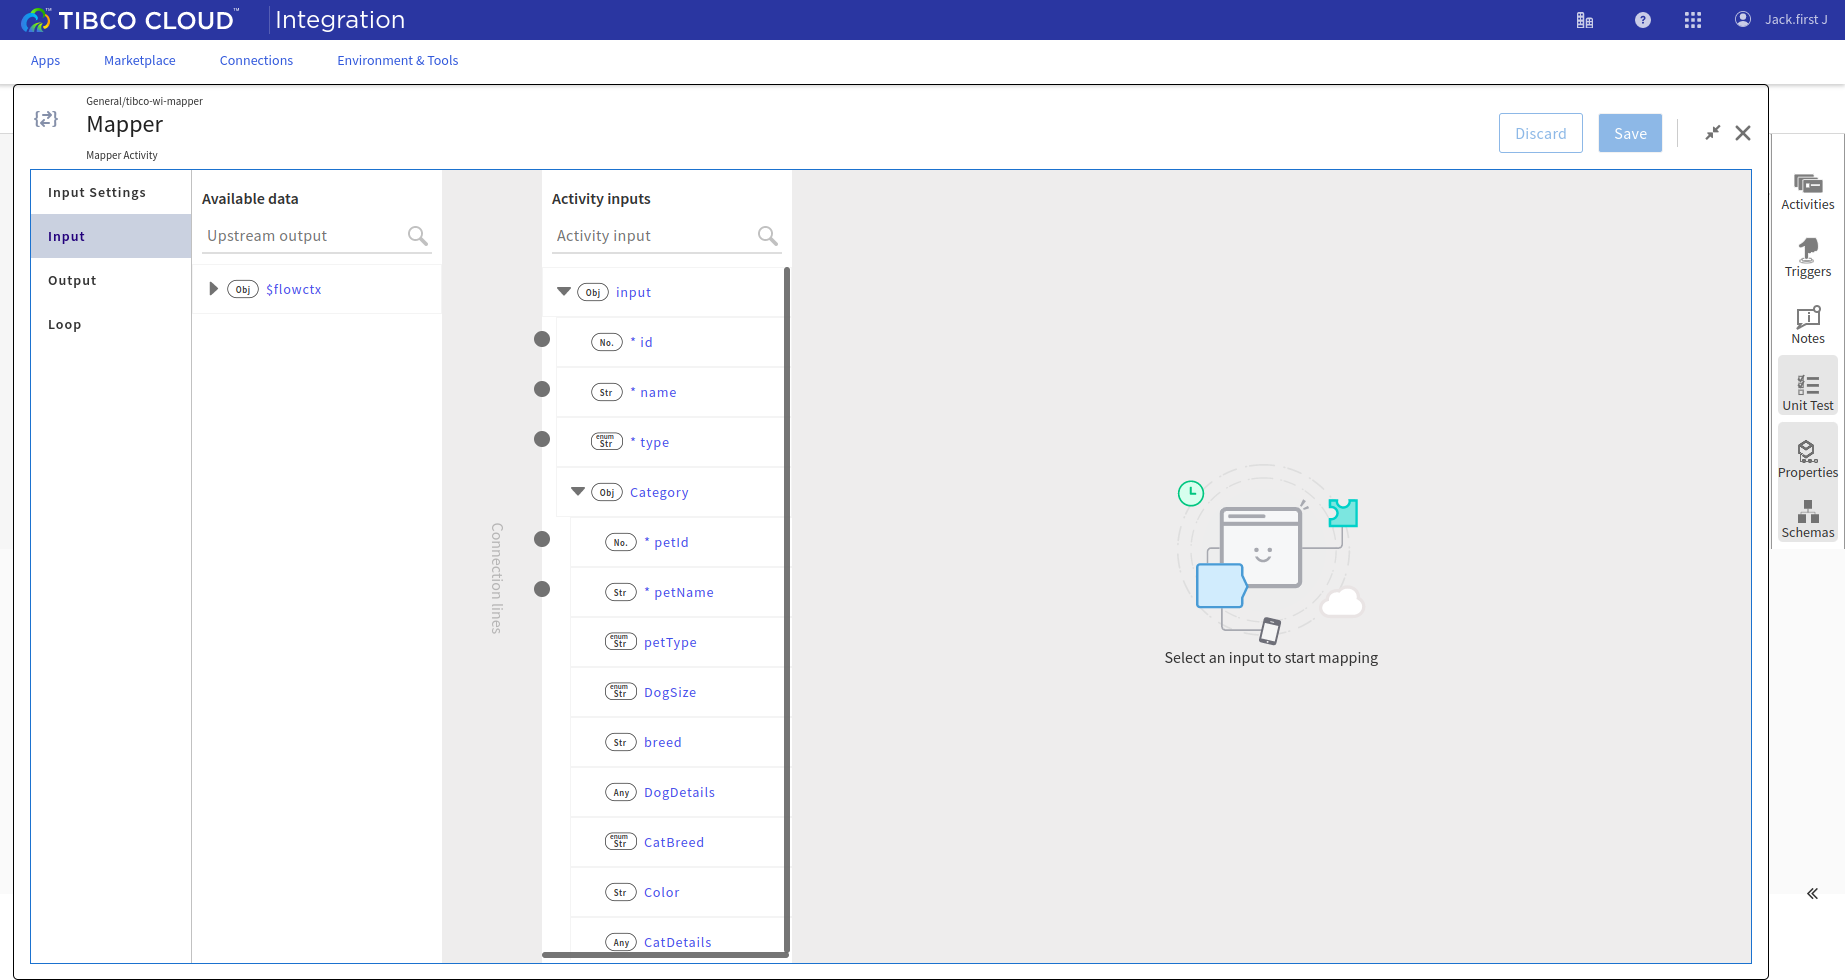 TIBCO CLOUD™ Integration
Jack.first J
Apps Marketplace Connections Environment & Tools
General/tibco-wi-mapper
Mapper
Mapper Activity
Discard Save
Input Settings
Input
Output
Loop
Available data
Upstream output
Obj $flowctx
Connection lines
Activity inputs
Activity input
Obj input
No. * id
Str * name
enum Str * type
Obj Category
No. * petId
Str * petName
enum Str petType
enum Str DogSize
Str breed
Any DogDetails
enum Str CatBreed
Str Color
Any CatDetails
Select an input to start mapping
Activities
Triggers
Notes
Unit Test
Properties
Schemas